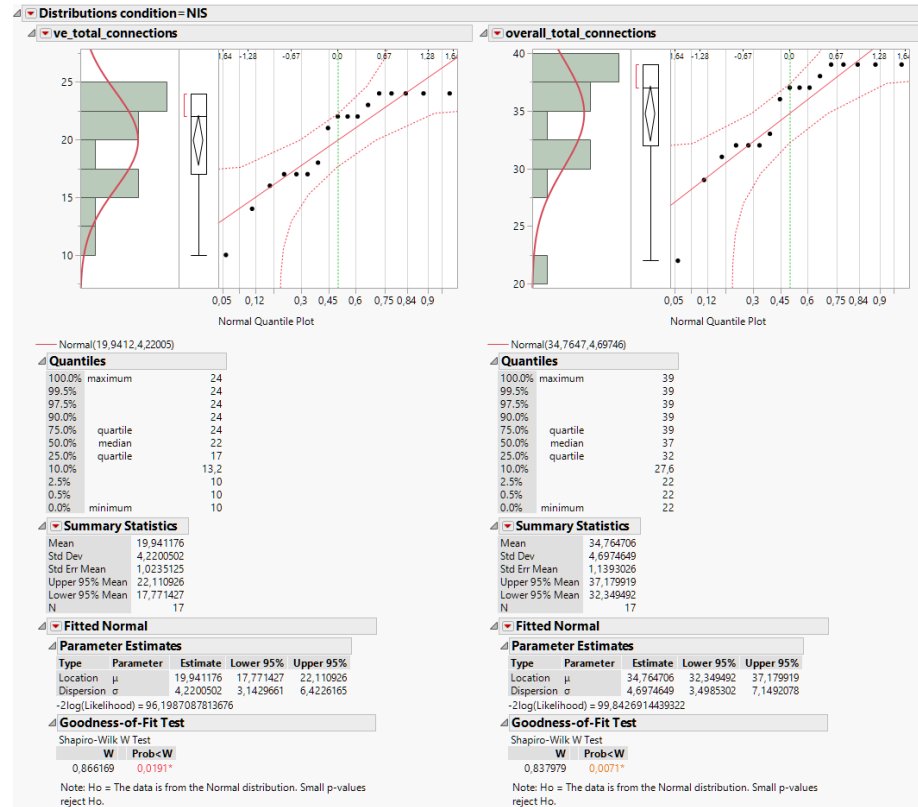 Distributions condition=NIS
ve_total_connections
1,64 -1,28 -0,67 0,0 0,67 1,28 1,64
25
20
15
10
0,05 0,12 0,3 0,45 0,6 0,75 0,84 0,9
Normal Quantile Plot
Normal(19,9412,4,22005)
Quantiles
100.0% maximum 24
99.5% 24
97.5% 24
90.0% 24
75.0% quartile 24
50.0% median 22
25.0% quartile 17
10.0% 13,2
2.5% 10
0.5% 10
0.0% minimum 10
Summary Statistics
Mean 19,941176
Std Dev 4,2200502
Std Err Mean 1,0235125
Upper 95% Mean 22,110926
Lower 95% Mean 17,771427
N 17
Fitted Normal
Parameter Estimates
Type Parameter Estimate Lower 95% Upper 95%
Location μ 19,941176 17,771427 22,110926
Dispersion σ 4,2200502 3,1429661 6,4226165
-2log(Likelihood) = 96,1987087813676
Goodness-of-Fit Test
Shapiro-Wilk W Test
W Prob<W
0,866169 0,0191*
Note: Ho = The data is from the Normal distribution. Small p-values
reject Ho.
overall_total_connections
1,64 -1,28 -0,67 0,0 0,67 1,28 1,64
40
35
30
25
20
0,05 0,12 0,3 0,45 0,6 0,75 0,84 0,9
Normal Quantile Plot
Normal(34,7647,4,69746)
Quantiles
100.0% maximum 39
99.5% 39
97.5% 39
90.0% 39
75.0% quartile 39
50.0% median 37
25.0% quartile 32
10.0% 27,6
2.5% 22
0.5% 22
0.0% minimum 22
Summary Statistics
Mean 34,764706
Std Dev 4,6974649
Std Err Mean 1,1393026
Upper 95% Mean 37,179919
Lower 95% Mean 32,349492
N 17
Fitted Normal
Parameter Estimates
Type Parameter Estimate Lower 95% Upper 95%
Location μ 34,764706 32,349492 37,179919
Dispersion σ 4,6974649 3,4985302 7,1492078
-2log(Likelihood) = 99,8426914439322
Goodness-of-Fit Test
Shapiro-Wilk W Test
W Prob<W
0,837979 0,0071*
Note: Ho = The data is from the Normal distribution. Small p-values
reject Ho.